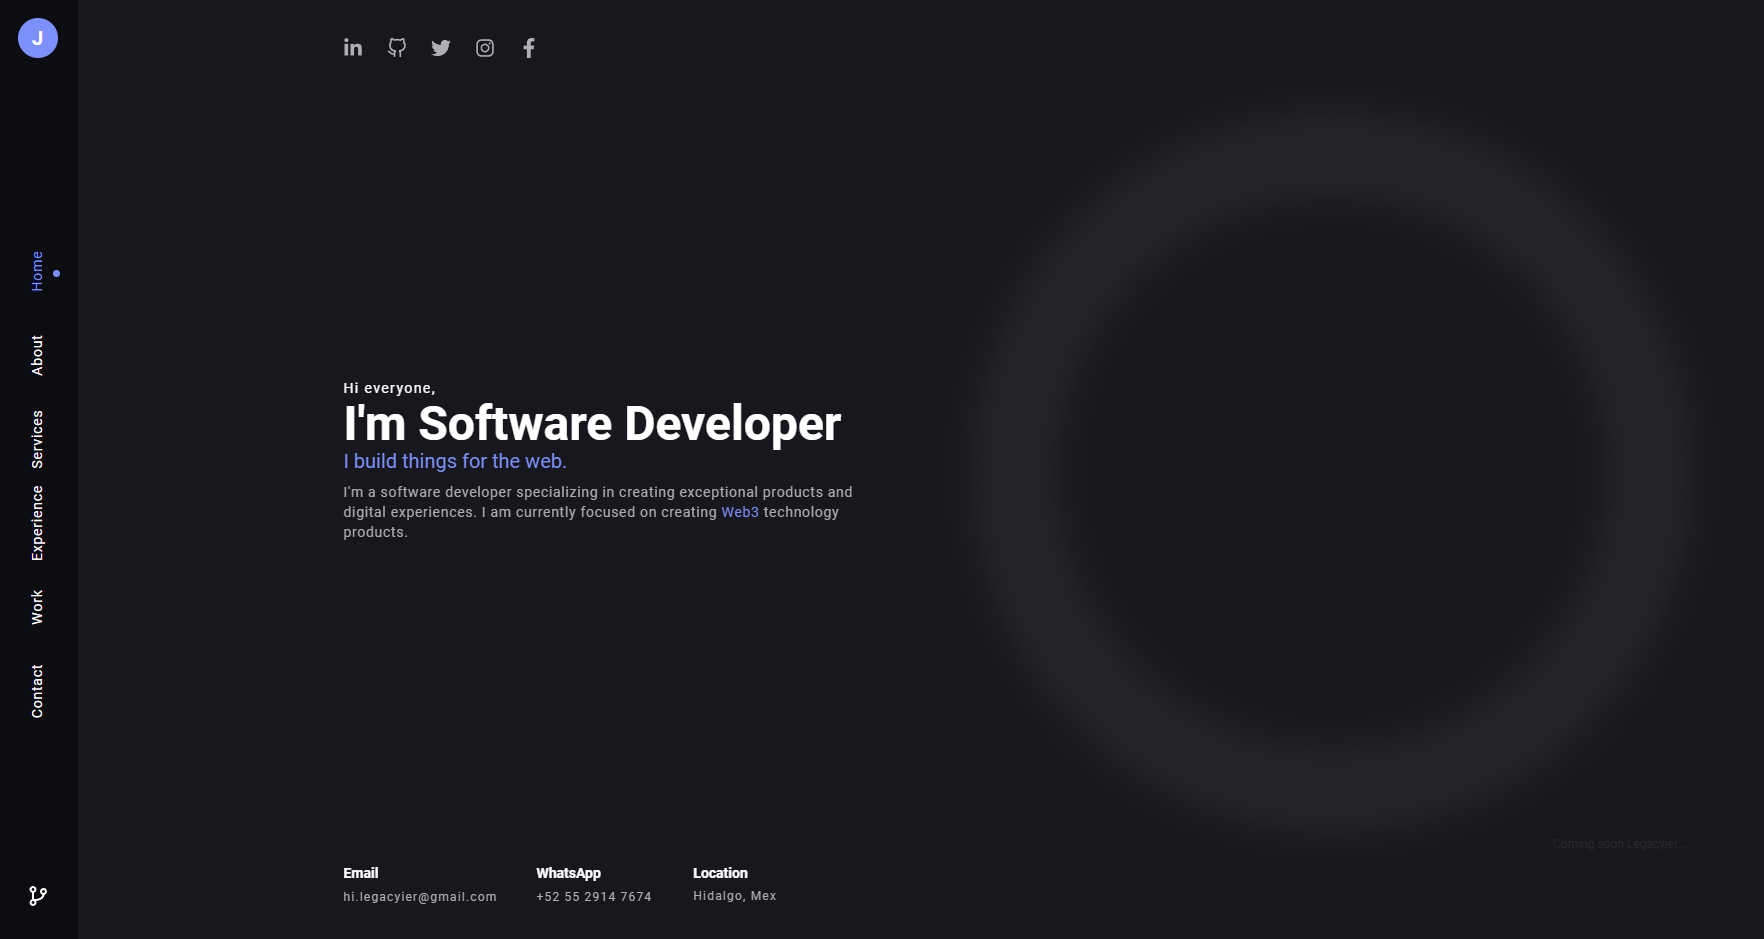 J
Home
About
Services
Experience
Work
Contact
Hi everyone,
I'm Software Developer
I build things for the web.
I'm a software developer specializing in creating exceptional products and
digital experiences. I am currently focused on creating Web3 technology
products.
Coming soon Legacyier...
Email
hi.legacyier@gmail.com
WhatsApp
+52 55 2914 7674
Location
Hidalgo, Mex